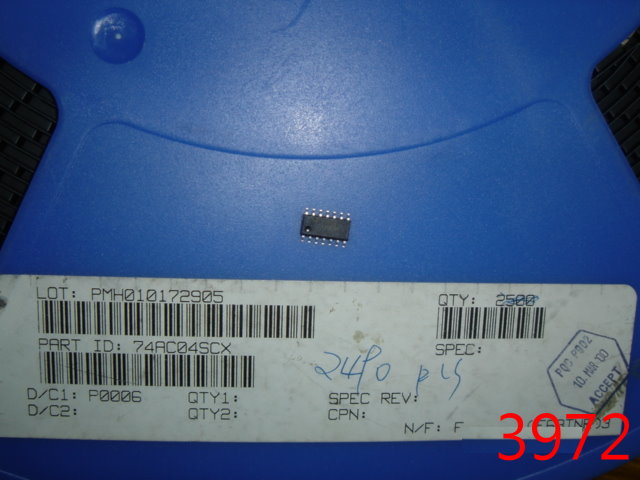 LOT: PMH010172905
QTY: 2500
PART ID: 74AC04SCX
SPEC:
2490 pcs
D/C1: P0006
QTY1:
SPEC REV:
D/C2:
QTY2:
CPN:
N/F: F
ACCEPT
3972